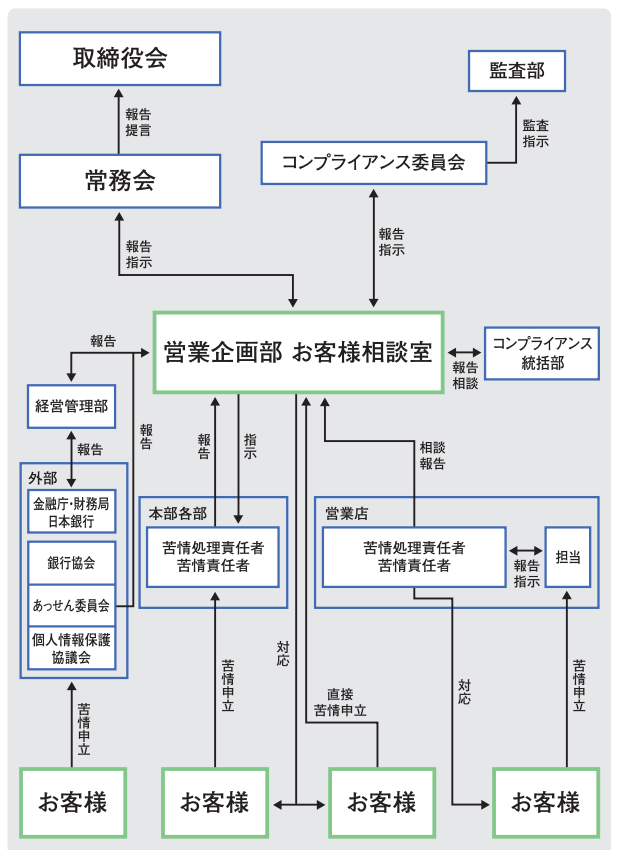 取締役会
監査部
報告
提言
監査
指示
常務会
コンプライアンス委員会
報告
指示
報告
指示
営業企画部 お客様相談室
コンプライアンス
統括部
報告
相談
報告
経営管理部
報告
報告
報告
指示
相談
報告
外部
金融庁・財務局
日本銀行
銀行協会
あっせん委員会
個人情報保護
協議会
本部各部
苦情処理責任者
苦情責任者
営業店
苦情処理責任者
苦情責任者
報告
指示
担当
苦情申立
苦情申立
対応
直接
苦情申立
対応
苦情申立
お客様
お客様
お客様
お客様